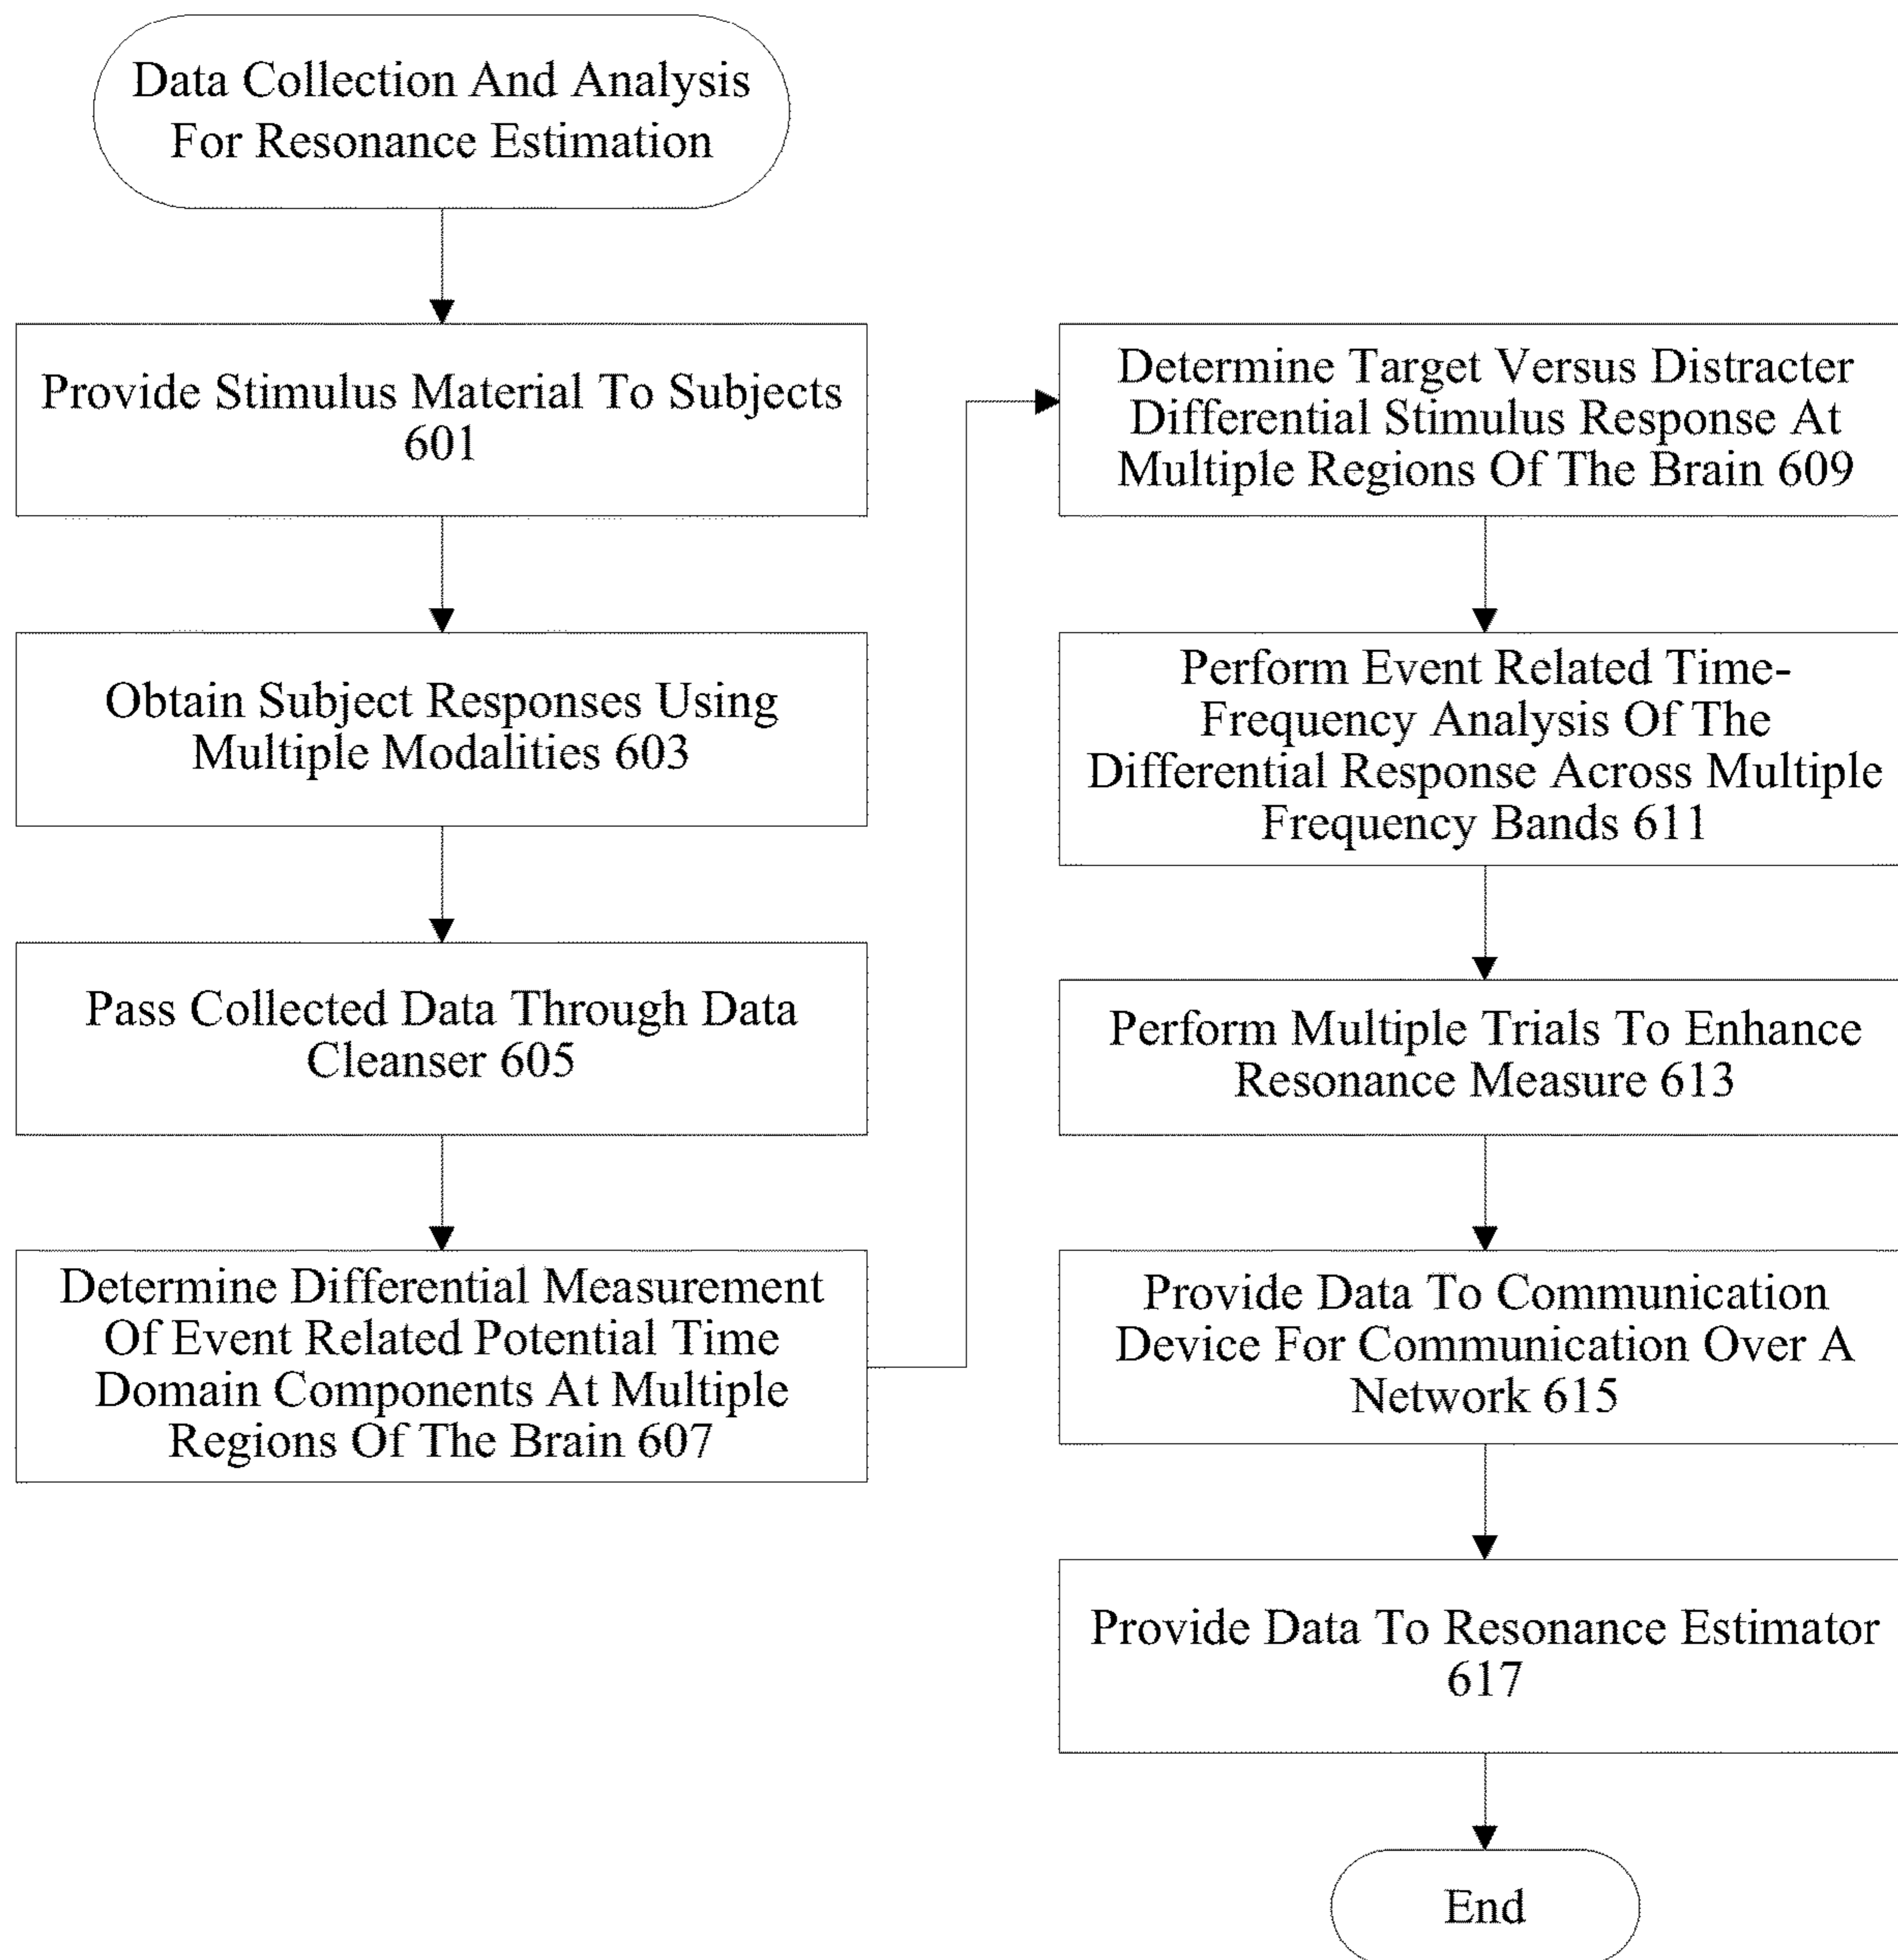 Data Collection And Analysis
For Resonance Estimation
Provide Stimulus Material To Subjects
601
Obtain Subject Responses Using
Multiple Modalities 603
Pass Collected Data Through Data
Cleanser 605
Determine Differential Measurement
Of Event Related Potential Time
Domain Components At Multiple
Regions Of The Brain 607
Determine Target Versus Distracter
Differential Stimulus Response At
Multiple Regions Of The Brain 609
Perform Event Related Time-
Frequency Analysis Of The
Differential Response Across Multiple
Frequency Bands 611
Perform Multiple Trials To Enhance
Resonance Measure 613
Provide Data To Communication
Device For Communication Over A
Network 615
Provide Data To Resonance Estimator
617
End